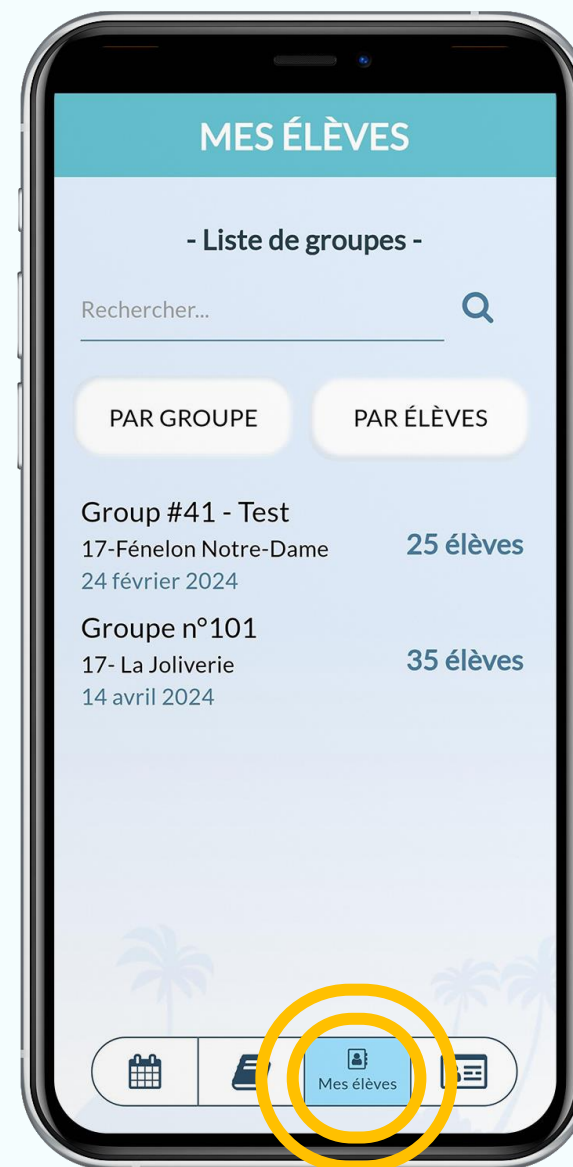 MES ÉLÈVES
- Liste de groupes -
Rechercher...
PAR GROUPE
PAR ÉLÈVES
Group #41 - Test
17-Fénelon Notre-Dame
25 élèves
24 février 2024
Groupe n°101
17- La Joliverie
35 élèves
14 avril 2024
Mes élèves